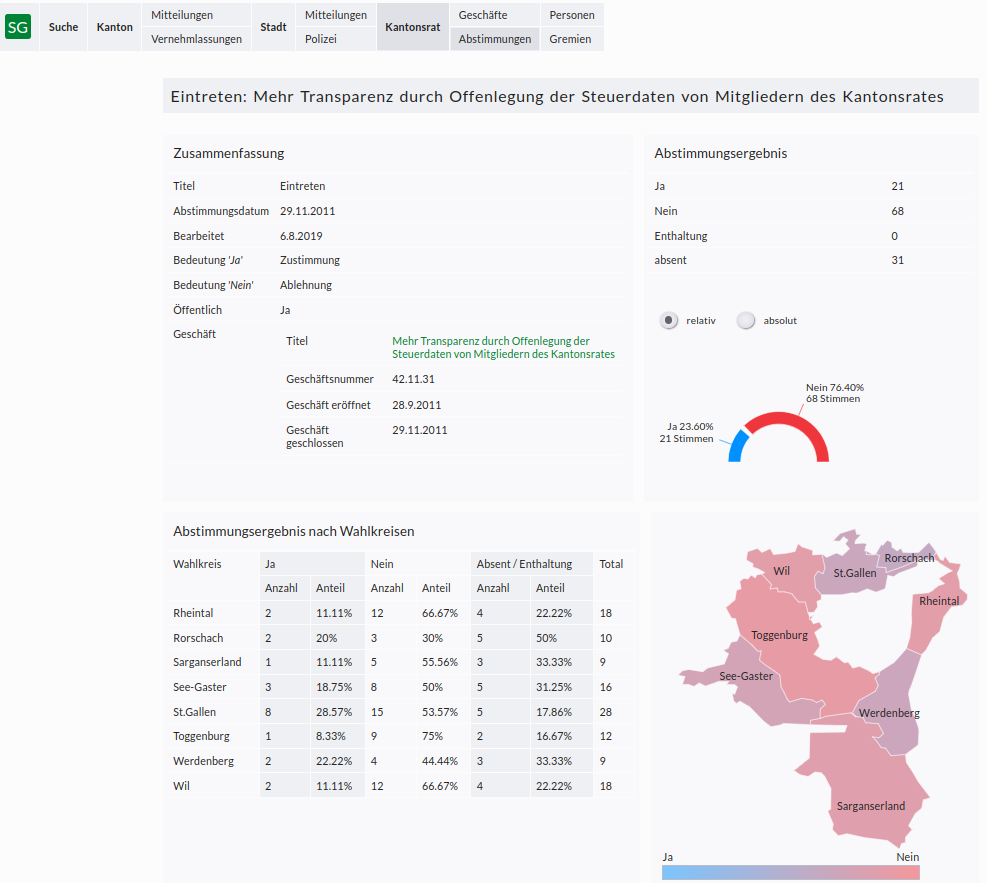 SG Suche Kanton Mitteilungen Vernehmlassungen Stadt Mitteilungen Polizei Kantonsrat Geschäfte Abstimmungen Personen Gremien
Eintreten: Mehr Transparenz durch Offenlegung der Steuerdaten von Mitgliedern des Kantonsrates
Zusammenfassung
Titel Eintreten
Abstimmungsdatum 29.11.2011
Bearbeitet 6.8.2019
Bedeutung 'Ja' Zustimmung
Bedeutung 'Nein' Ablehnung
Öffentlich Ja
Geschäft
Titel Mehr Transparenz durch Offenlegung der
Steuerdaten von Mitgliedern des Kantonsrates
Geschäftsnummer 42.11.31
Geschäft eröffnet 28.9.2011
Geschäft 29.11.2011
geschlossen
Abstimmungsergebnis
Ja 21
Nein 68
Enthaltung 0
absent 31
relativ absolut
Nein 76.40%
68 Stimmen
Ja 23.60%
21 Stimmen
Abstimmungsergebnis nach Wahlkreisen
Wahlkreis Ja Nein Absent / Enthaltung Total
Anzahl Anteil Anzahl Anteil Anzahl Anteil
Rheintal 2 11.11% 12 66.67% 4 22.22% 18
Rorschach 2 20% 3 30% 5 50% 10
Sarganserland 1 11.11% 5 55.56% 3 33.33% 9
See-Gaster 3 18.75% 8 50% 5 31.25% 16
St.Gallen 8 28.57% 15 53.57% 5 17.86% 28
Toggenburg 1 8.33% 9 75% 2 16.67% 12
Werdenberg 2 22.22% 4 44.44% 3 33.33% 9
Wil 2 11.11% 12 66.67% 4 22.22% 18
Rorschach
Wil
St.Gallen
Rheintal
Toggenburg
See-Gaster
Werdenberg
Sarganserland
Ja Nein